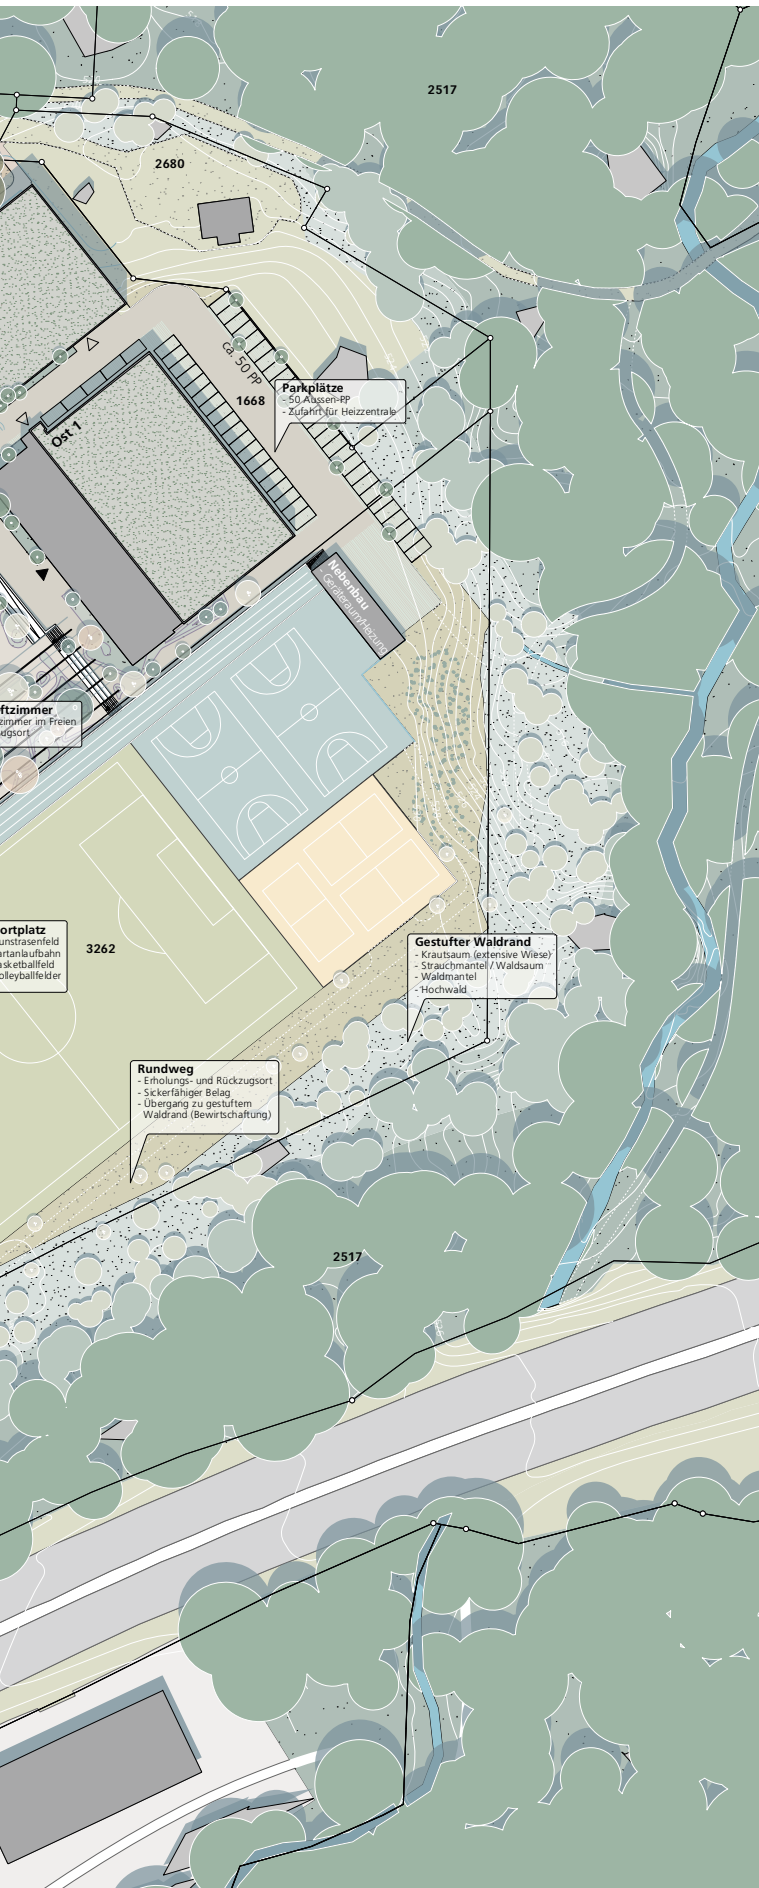 2517
2680
ca. 50 PP
Parkplätze
- 50 Aussen-PP
- Zufahrt für Heizzentrale
1668
Ost 1
Nebenbau
- Geräteraum/Heizung
ftzimmer
zimmer im Freien
ugsort
ortplatz
unstrasenfeld
artanlaufbahn
asketballfeld
olleyballfelder
3262
Gestufter Waldrand
- Krautsaum (extensive Wiese)
- Strauchmantel / Waldsaum
- Waldmantel
- Hochwald
Rundweg
- Erholungs- und Rückzugsort
- Sickerfähiger Belag
- Übergang zu gestuftem
Waldrand (Bewirtschaftung)
2517